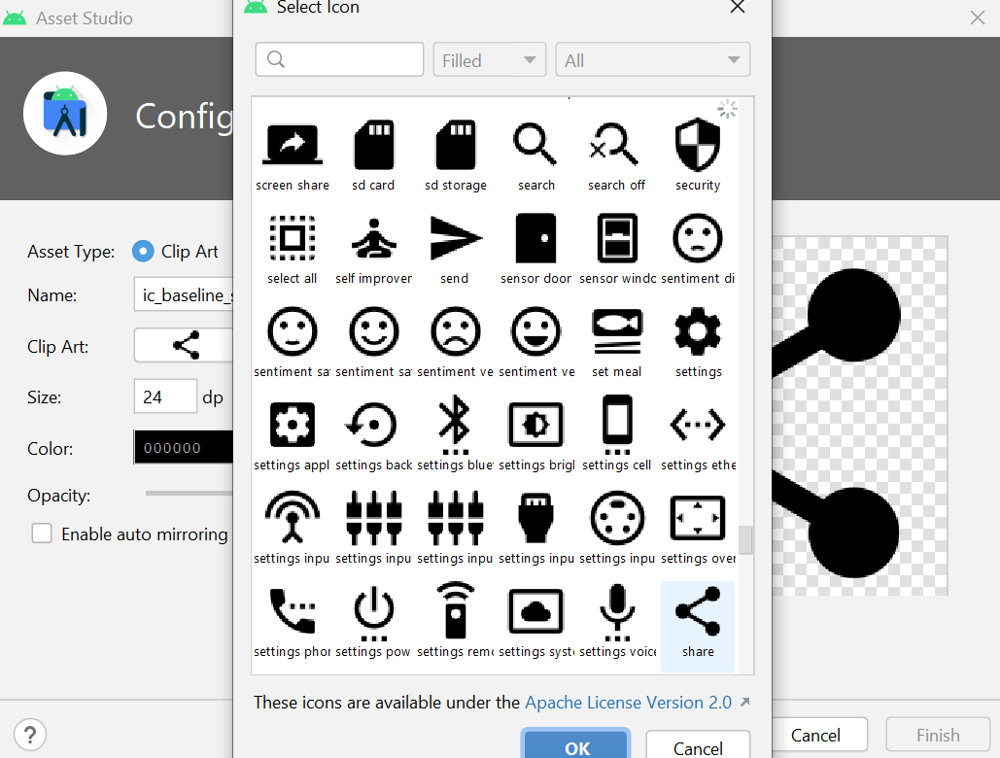 Asset Studio
Select Icon
Config
Filled
All
screen share
sd card
sd storage
search
search off
security
select all
self improver
send
sensor door
sensor windo
sentiment di
sentiment sa
sentiment sa
sentiment ve
sentiment ve
set meal
settings
settings appl
settings back
settings blue
settings brigl
settings cell
settings ethe
settings inpu
settings inpu
settings inpu
settings inpu
settings inpu
settings over
settings phor
settings pow
settings rem
settings syst
settings voice
share
Asset Type:
Clip Art
Name:
ic_baseline_s
Clip Art:
Size:
24
dp
Color:
000000
Opacity:
Enable auto mirroring
These icons are available under the Apache License Version 2.0
?
OK
Cancel
Cancel
Finish